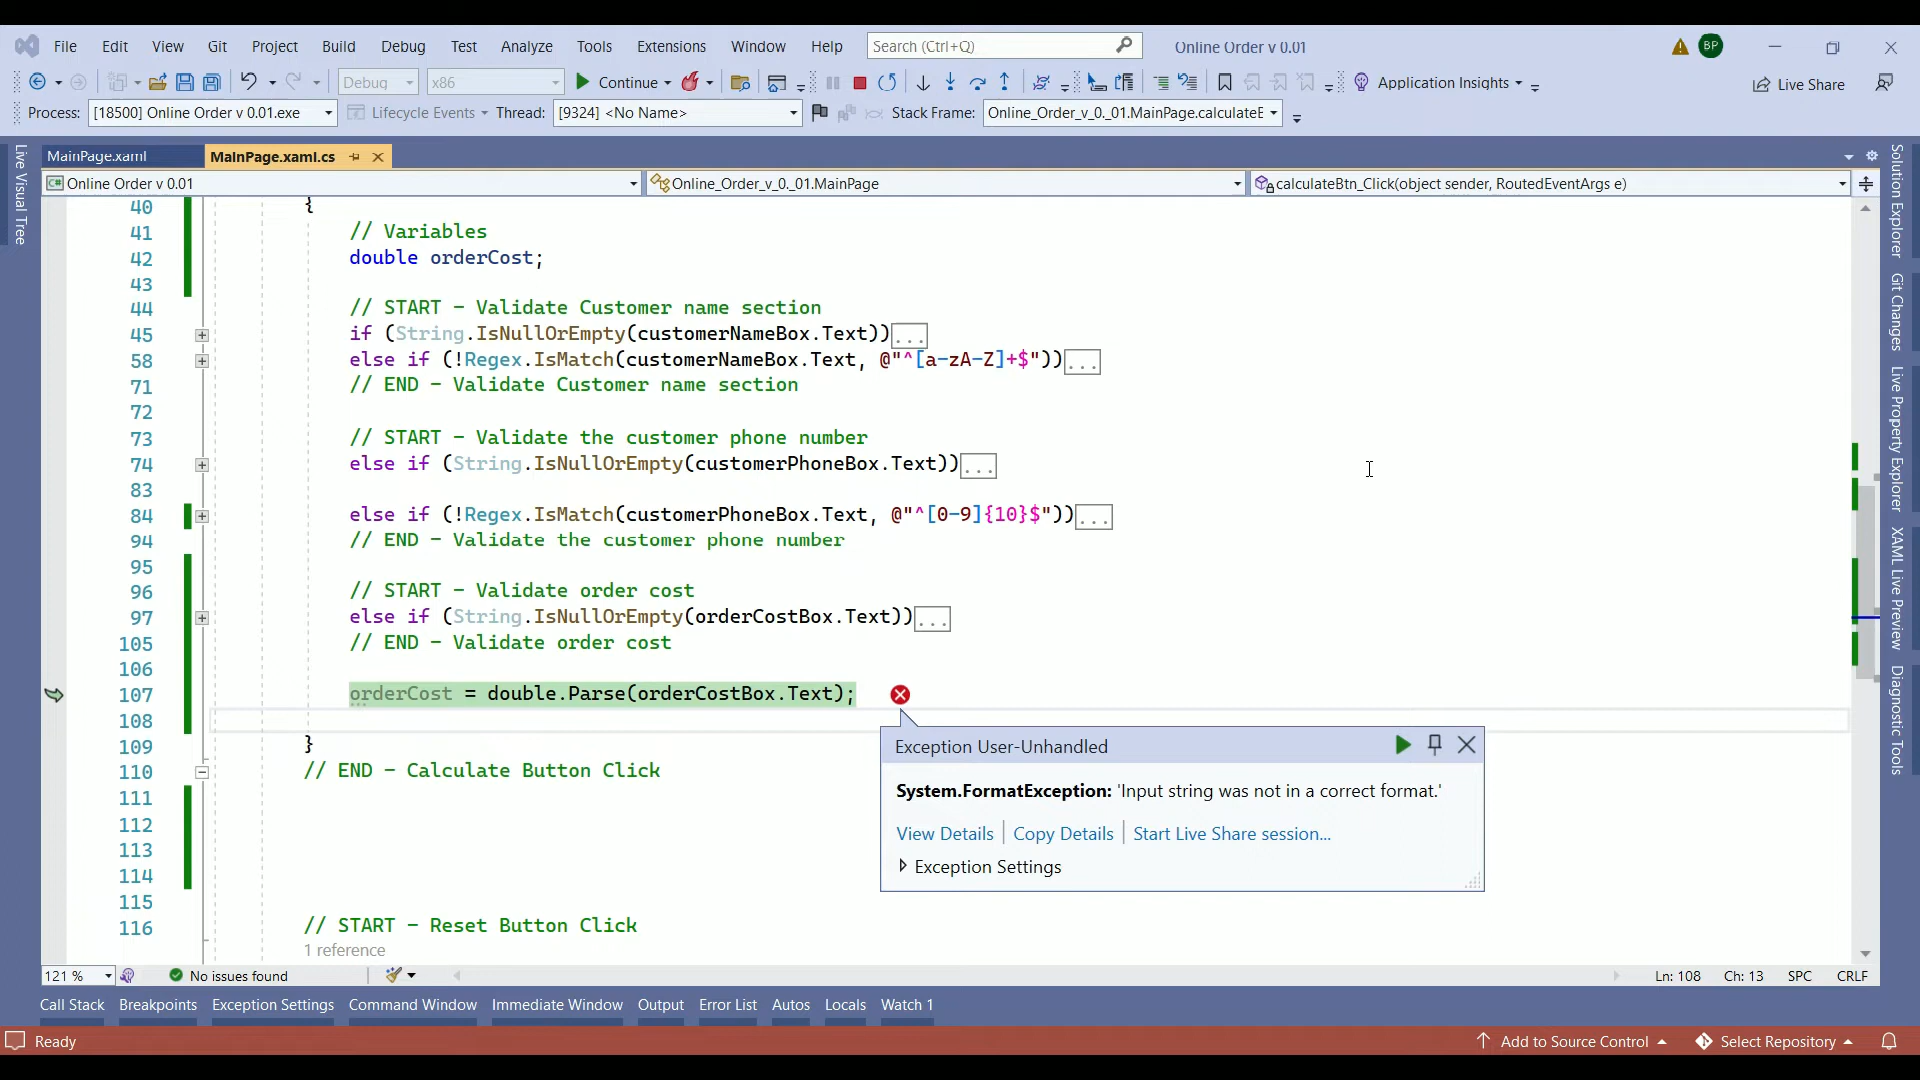 File Edit View Git Project Build Debug Test Analyze Tools Extensions Window Help Search (Ctrl+Q) Online Order v 0.01 BP
Debug x86 Continue Application Insights Live Share
Process: [18500] Online Order v 0.01.exe Lifecycle Events Thread: [9324] <No Name> Stack Frame: Online_Order_v_0._01.MainPage.calculateE
Live Visual Tree
MainPage.xaml MainPage.xaml.cs
C# Online Order v 0.01 Online_Order_v_0._01.MainPage calculateBtn_Click(object sender, RoutedEventArgs e)
40 {
41 // Variables
42 double orderCost;
43
44 // START - Validate Customer name section
45 if (String.IsNullOrEmpty(customerNameBox.Text))...
58 else if (!Regex.IsMatch(customerNameBox.Text, @"^[a-zA-Z]+$"))...
71 // END - Validate Customer name section
72
73 // START - Validate the customer phone number
74 else if (String.IsNullOrEmpty(customerPhoneBox.Text))...
83
84 else if (!Regex.IsMatch(customerPhoneBox.Text, @"^[0-9]{10}$"))...
94 // END - Validate the customer phone number
95
96 // START - Validate order cost
97 else if (String.IsNullOrEmpty(orderCostBox.Text))...
105 // END - Validate order cost
106
107 orderCost = double.Parse(orderCostBox.Text);
108
109 }
110 // END - Calculate Button Click
111
112
113
114
115
116 // START - Reset Button Click
1 reference
Exception User-Unhandled
System.FormatException: 'Input string was not in a correct format.'
View Details Copy Details Start Live Share session...
Exception Settings
Solution Explorer
Git Changes
Live Property Explorer
XAML Live Preview
Diagnostic Tools
121 % No issues found Ln: 108 Ch: 13 SPC CRLF
Call Stack Breakpoints Exception Settings Command Window Immediate Window Output Error List Autos Locals Watch 1
Ready Add to Source Control Select Repository